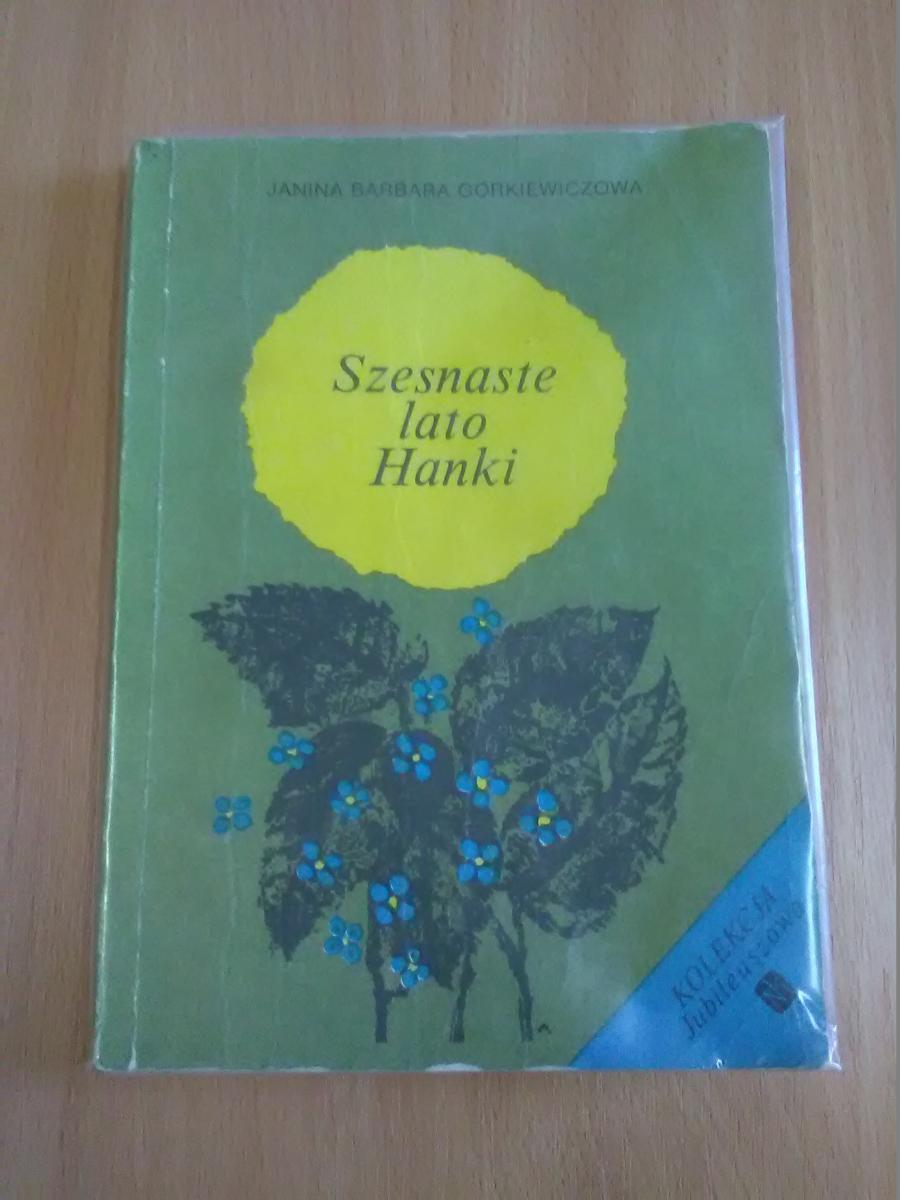 JANINA BARBARA GÓRKIEWICZOWA
Szesnaste
lato
Hanki
KOLEKCJA
Jubileuszowa